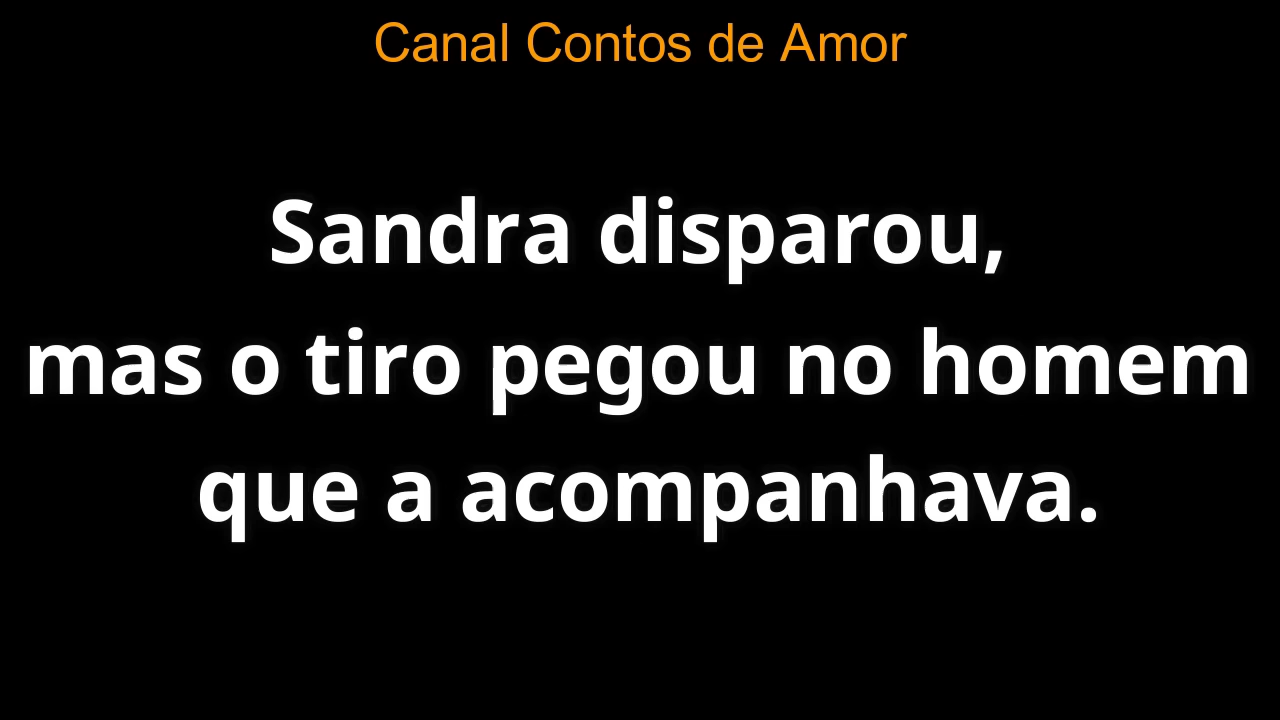 Canal Contos de Amor
Sandra disparou,
mas o tiro pegou no homem
que a acompanhava.